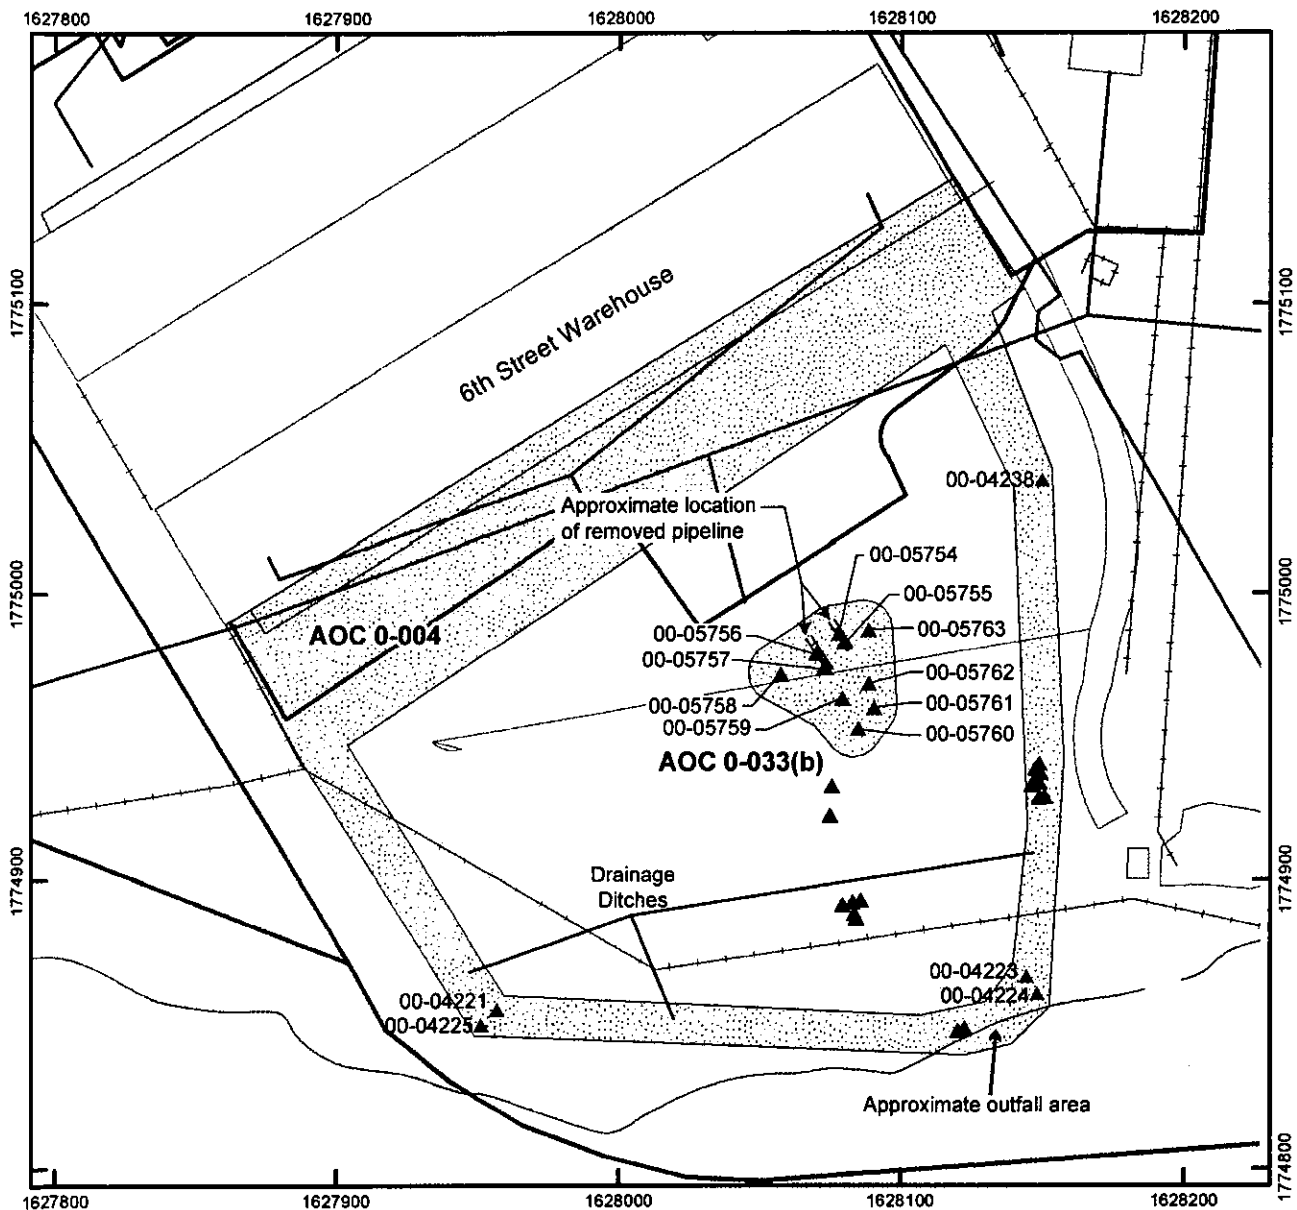 1627800 1627900 1628000 1628100 1628200
1775100
1775100
6th Street Warehouse
00-04238
Approximate location
of removed pipeline
00-05754
1775000
1775000
00-05755
00-05756
00-05763
AOC 0-004
00-05757
00-05762
00-05758
00-05761
00-05759
00-05760
AOC 0-033(b)
1774900
1774900
Drainage
Ditches
00-04223
00-04224
00-04221
00-04225
Approximate outfall area
1774800
1627800 1627900 1628000 1628100 1628200